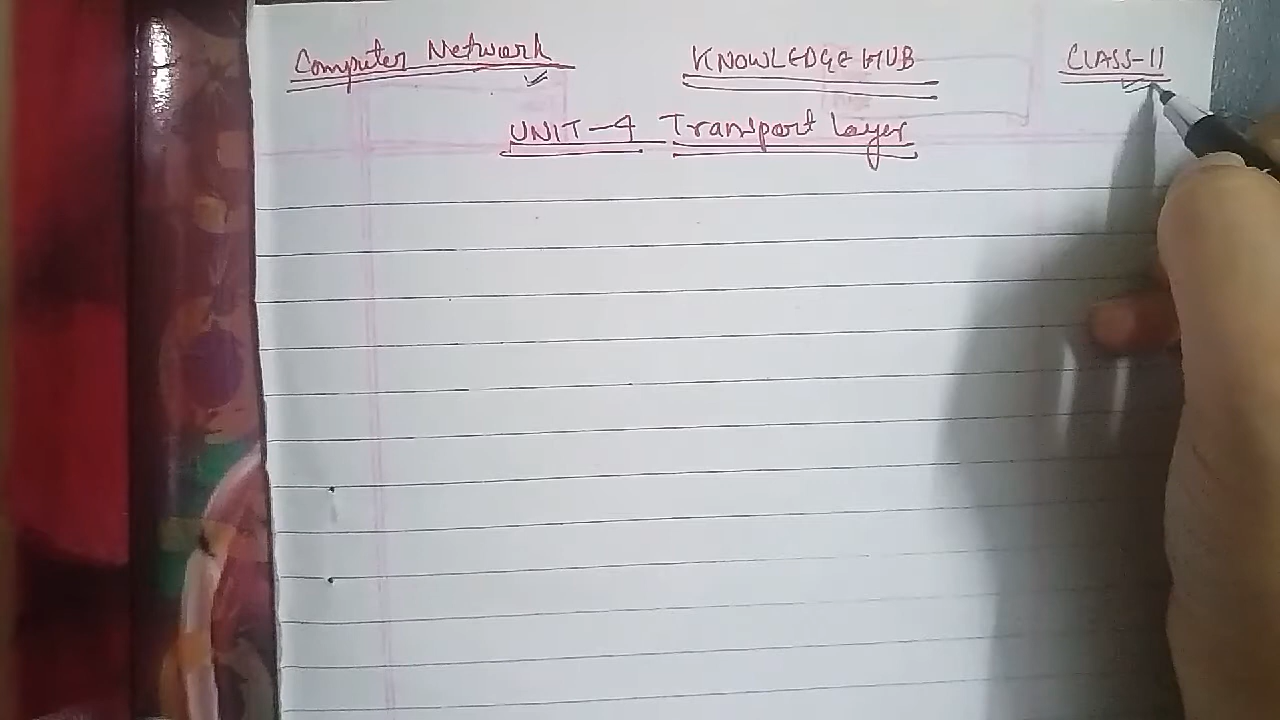 Computer Network KNOWLEDGE HUB CLASS-11
UNIT-4 Transport Layer